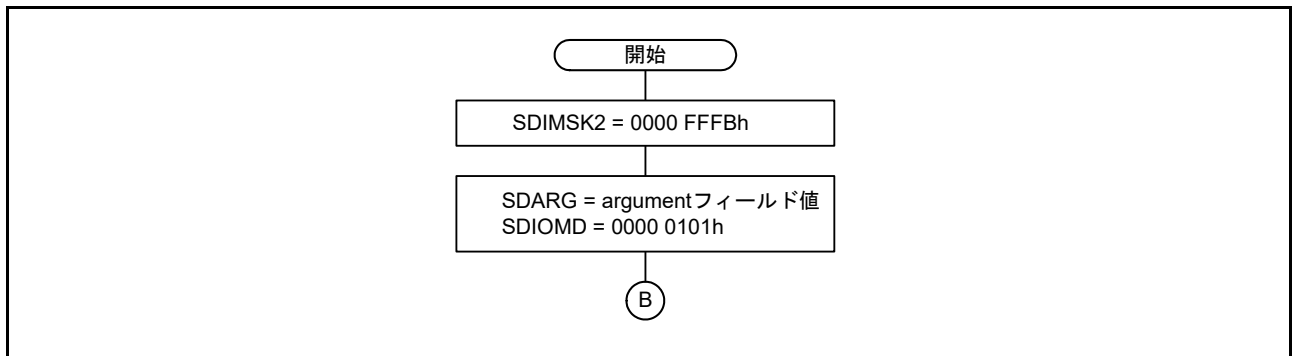 開始
SDIMSK2 = 0000 FFFBh
SDARG = argumentフィールド値
SDIOMD = 0000 0101h
B